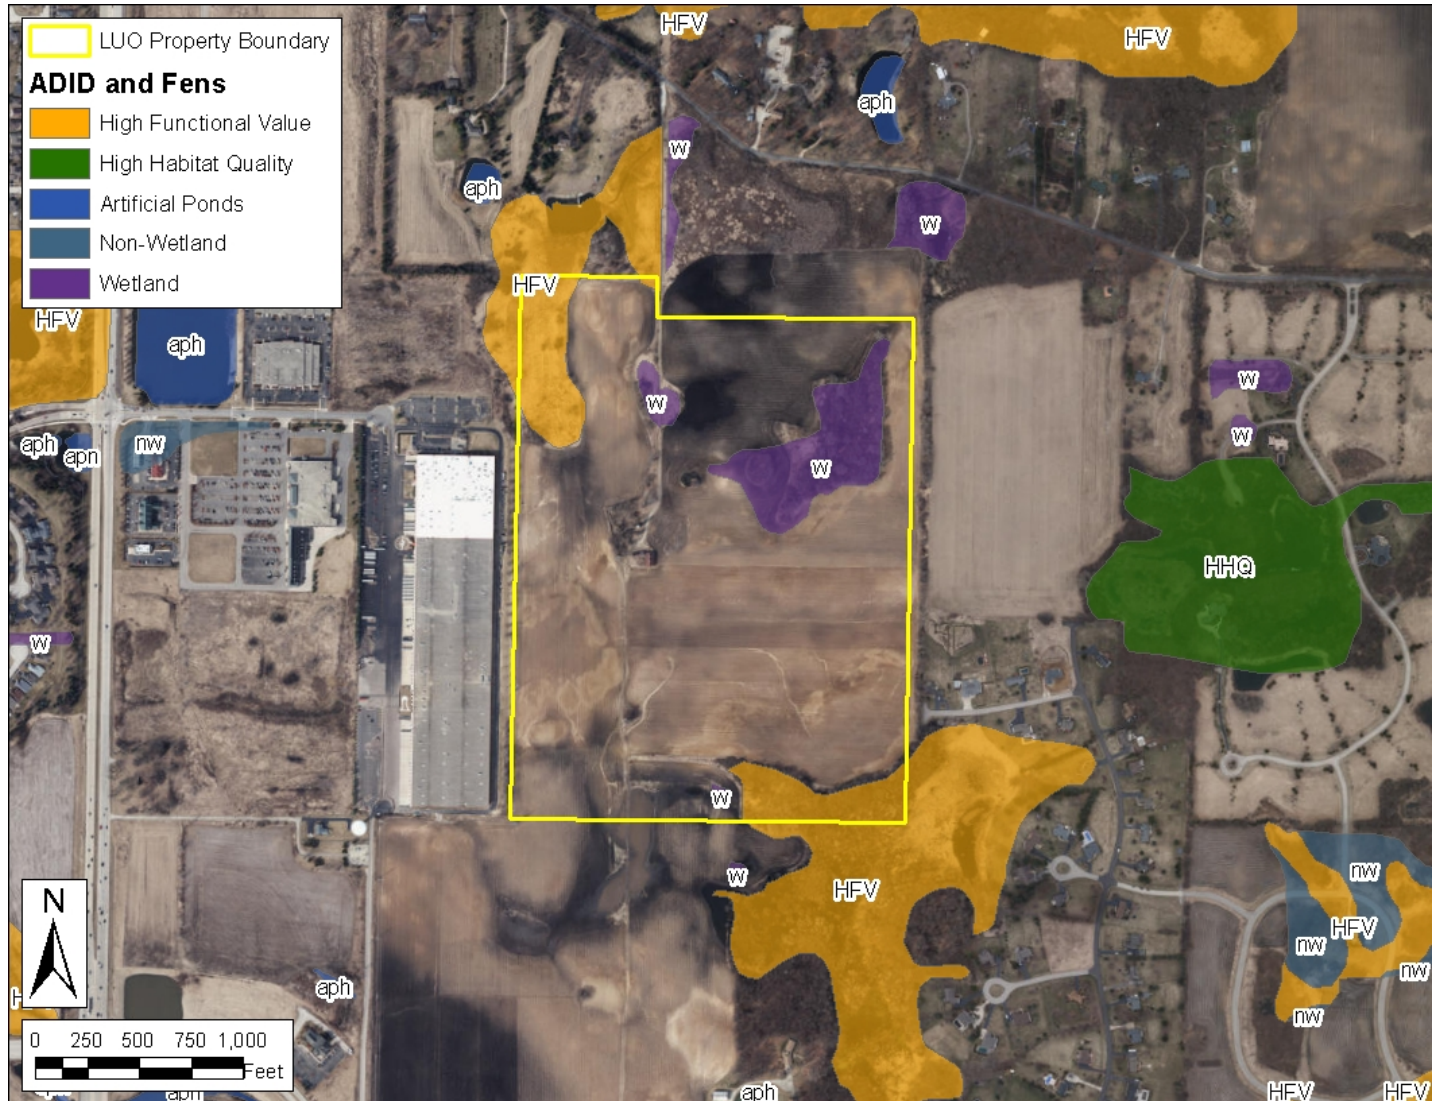 LUO Property Boundary
ADID and Fens
High Functional Value
High Habitat Quality
Artificial Ponds
Non-Wetland
Wetland
HFV
HFV
aph
w
aph
w
HFV
HFV
aph
w
w
w
aph
apn
nw
w
w
HHQ
w
w
w
HFV
nw
HFV
nw
nw
aph
nw
N
0 250 500 750 1,000
Feet
aph
aph
HFV
HFV